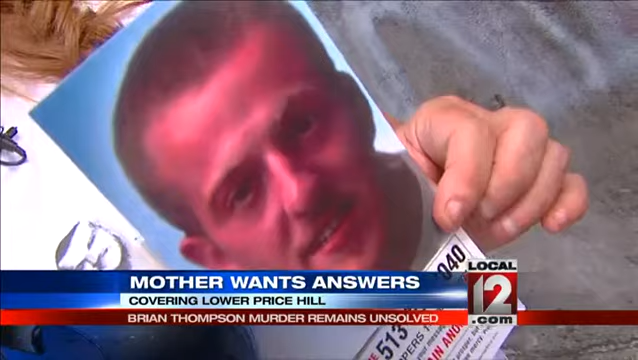 040
513
MOTHER WANTS ANSWERS
COVERING LOWER PRICE HILL
BRIAN THOMPSON MURDER REMAINS UNSOLVED
LOCAL
12
.com